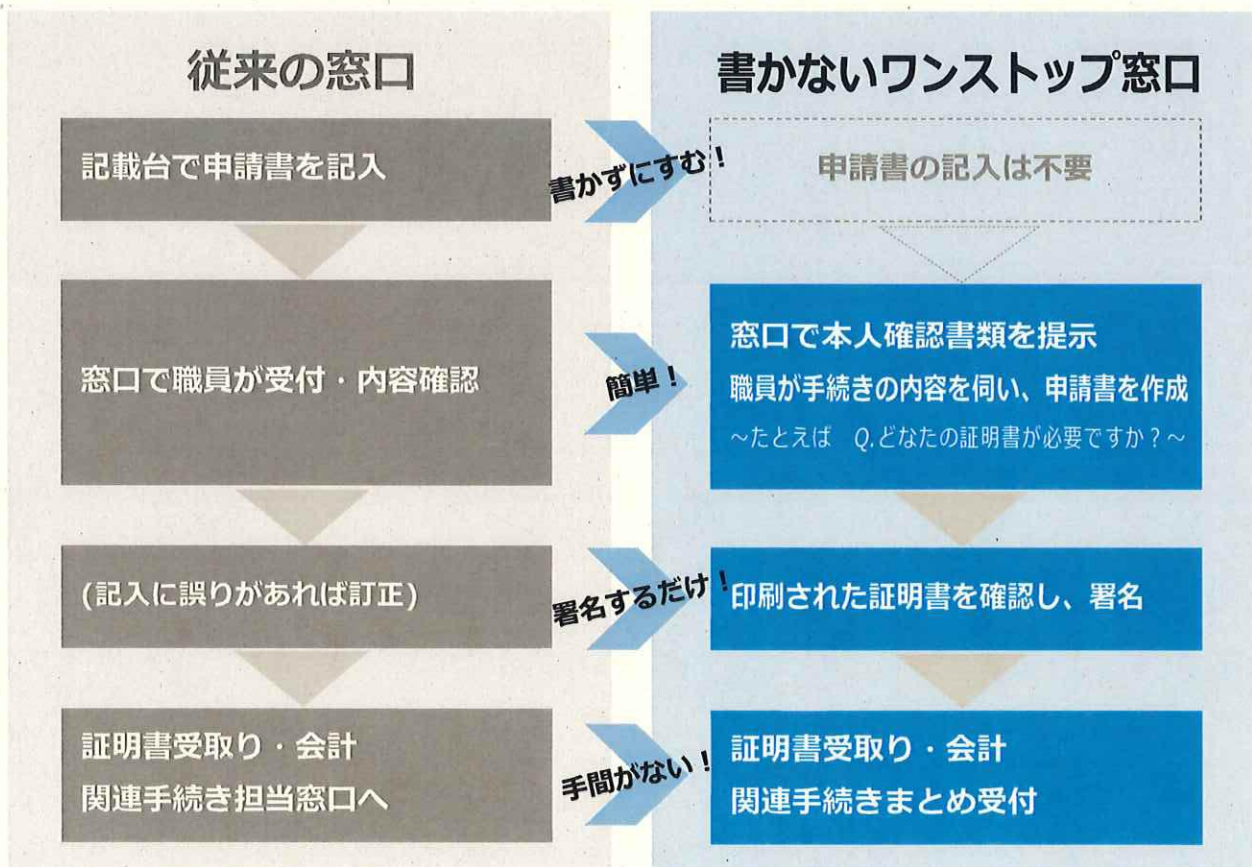 従来の窓口
書かないワンストップ窓口
記載台で申請書を記入
書かずにすむ！
申請書の記入は不要
窓口で職員が受付・内容確認
簡単！
窓口で本人確認書類を提示
職員が手続きの内容を伺い、申請書を作成
～たとえば　Q.どなたの証明書が必要ですか？～
(記入に誤りがあれば訂正)
署名するだけ！
印刷された証明書を確認し、署名
証明書受取り・会計
関連手続き担当窓口へ
手間がない！
証明書受取り・会計
関連手続きまとめ受付